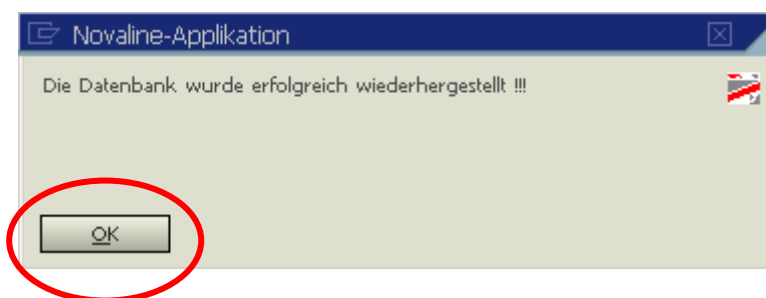 Novaline-Applikation
Die Datenbank wurde erfolgreich wiederhergestellt !!!
OK